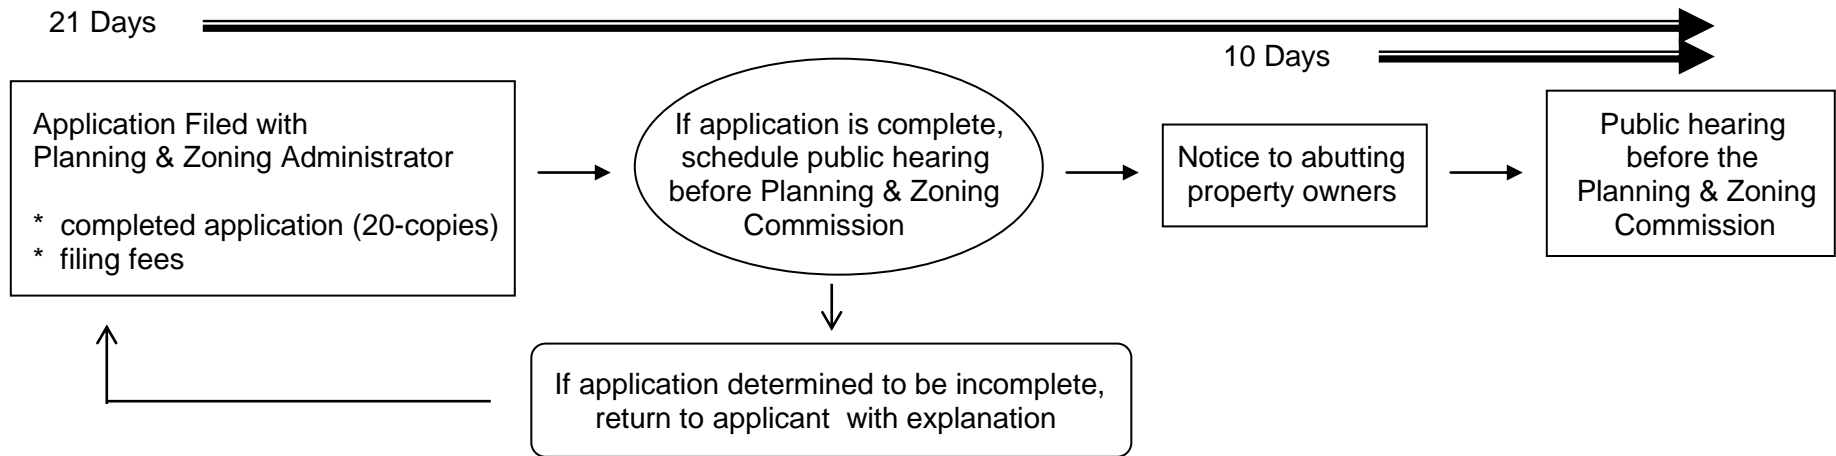 21 Days
10 Days
Application Filed with
Planning & Zoning Administrator
* completed application (20-copies)
* filing fees
If application is complete,
schedule public hearing
before Planning & Zoning
Commission
Notice to abutting
property owners
Public hearing
before the
Planning & Zoning
Commission
If application determined to be incomplete,
return to applicant with explanation